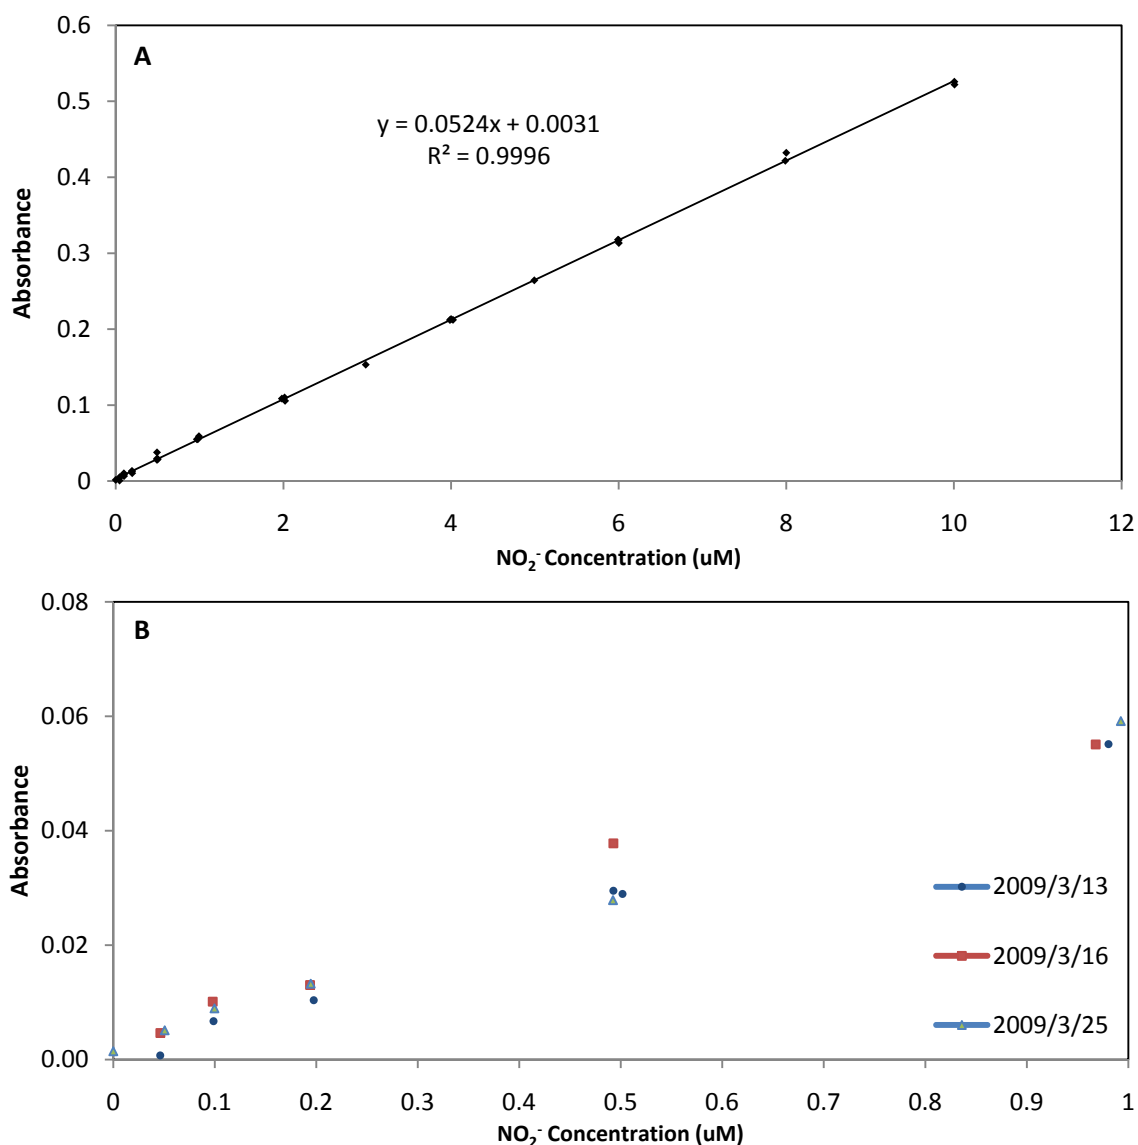 A
y = 0.0524x + 0.0031
R² = 0.9996
0.6
0.5
0.4
0.3
0.2
0.1
0
Absorbance
0 2 4 6 8 10 12
NO₂⁻ Concentration (uM)
B
0.08
0.06
0.04
0.02
0.00
Absorbance
2009/3/13
2009/3/16
2009/3/25
0 0.1 0.2 0.3 0.4 0.5 0.6 0.7 0.8 0.9 1
NO₂⁻ Concentration (uM)